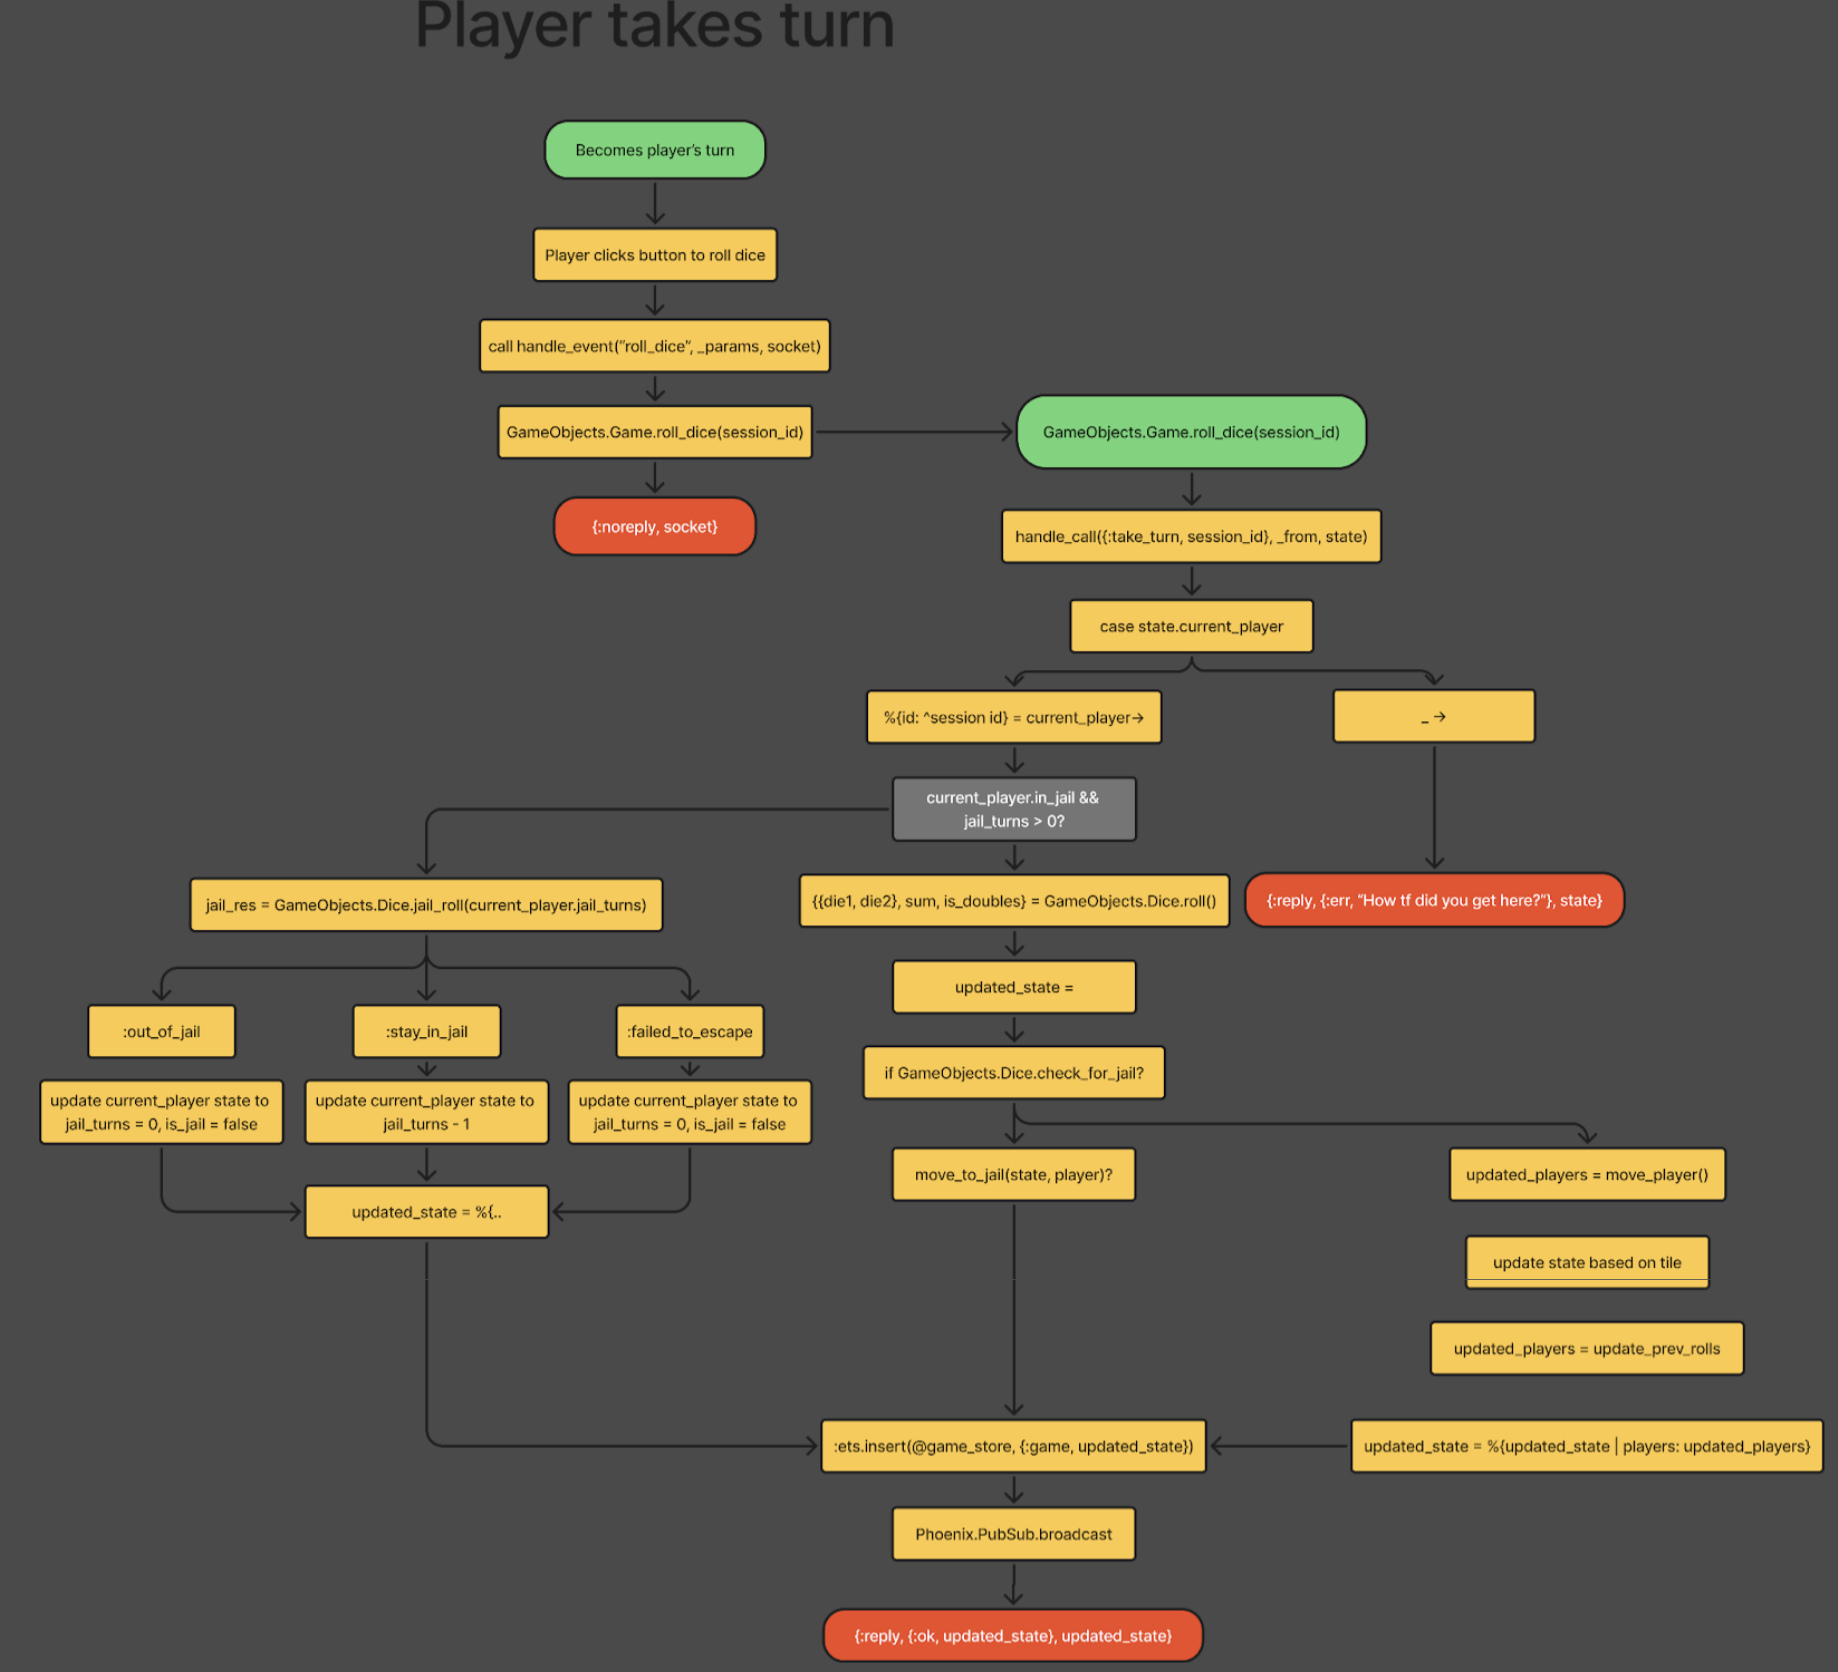 Player takes turn
Becomes player's turn
Player clicks button to roll dice
call handle_event("roll_dice", _params, socket)
GameObjects.Game.roll_dice(session_id)
GameObjects.Game.roll_dice(session_id)
{:noreply, socket}
handle_call({:take_turn, session_id}, _from, state)
case state.current_player
%{id: ^session id} = current_player→
_ →
current_player.in_jail &&
jail_turns > 0?
jail_res = GameObjects.Dice.jail_roll(current_player.jail_turns)
{{die1, die2}, sum, is_doubles} = GameObjects.Dice.roll()
{:reply, {:err, "How tf did you get here?"}, state}
updated_state =
:out_of_jail
:stay_in_jail
:failed_to_escape
if GameObjects.Dice.check_for_jail?
update current_player state to
jail_turns = 0, is_jail = false
update current_player state to
jail_turns - 1
update current_player state to
jail_turns = 0, is_jail = false
move_to_jail(state, player)?
updated_players = move_player()
updated_state = %{..
update state based on tile
updated_players = update_prev_rolls
:ets.insert(@game_store, {:game, updated_state})
updated_state = %{updated_state | players: updated_players}
Phoenix.PubSub.broadcast
{:reply, {:ok, updated_state}, updated_state}